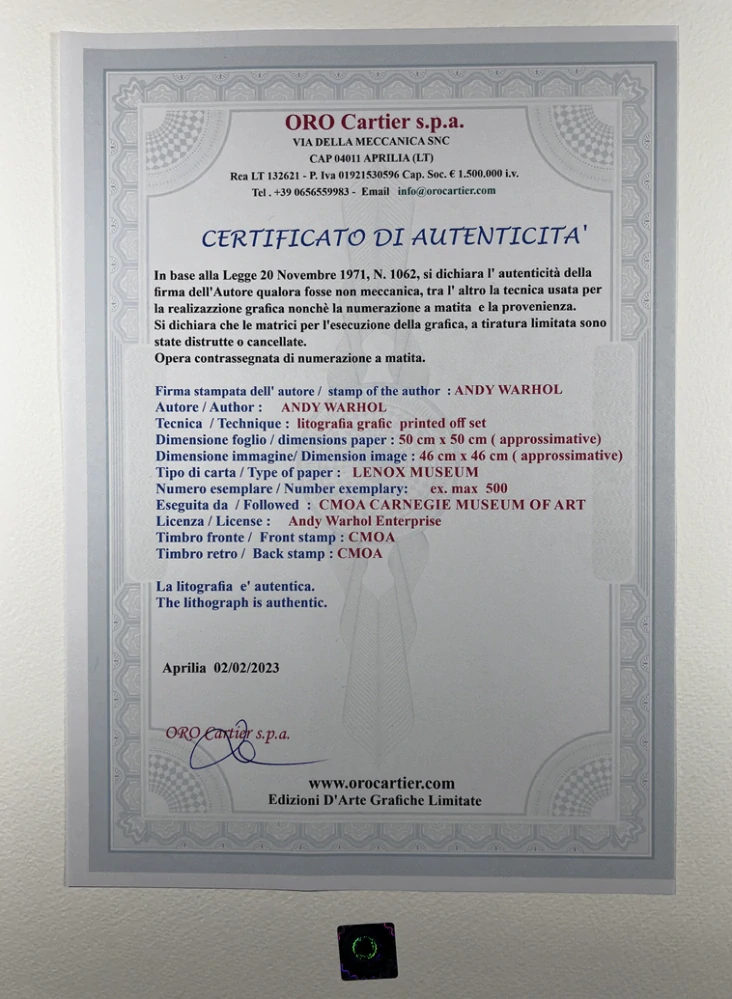 ORO Cartier s.p.a.
VIA DELLA MECCANICA SNC
CAP 04011 APRILIA (LT)
Rea LT 132621 - P. Iva 01921530596 Cap. Soc. € 1.500.000 i.v.
Tel . +39 0656559983 - Email info@orocartier.com
CERTIFICATO DI AUTENTICITA'
In base alla Legge 20 Novembre 1971, N. 1062, si dichiara l' autenticità della
firma dell'Autore qualora fosse non meccanica, tra l' altro la tecnica usata per
la realizazzione grafica nonchè la numerazione a matita e la provenienza.
Si dichiara che le matrici per l'esecuzione della grafica, a tiratura limitata sono
state distrutte o cancellate.
Opera contrassegnata di numerazione a matita.
Firma stampata dell' autore / stamp of the author : ANDY WARHOL
Autore / Author : ANDY WARHOL
Tecnica / Technique : litografia grafic printed off set
Dimensione foglio / dimensions paper : 50 cm x 50 cm ( approssimative)
Dimensione immagine/ Dimension image : 46 cm x 46 cm ( approssimative)
Tipo di carta / Type of paper : LENOX MUSEUM
Numero esemplare / Number exemplary: ex. max 500
Eseguita da / Followed : CMOA CARNEGIE MUSEUM OF ART
Licenza / License : Andy Warhol Enterprise
Timbro fronte / Front stamp : CMOA
Timbro retro / Back stamp : CMOA
La litografia e' autentica.
The lithograph is authentic.
Aprilia 02/02/2023
ORO Cartier s.p.a.
www.orocartier.com
Edizioni D'Arte Grafiche Limitate